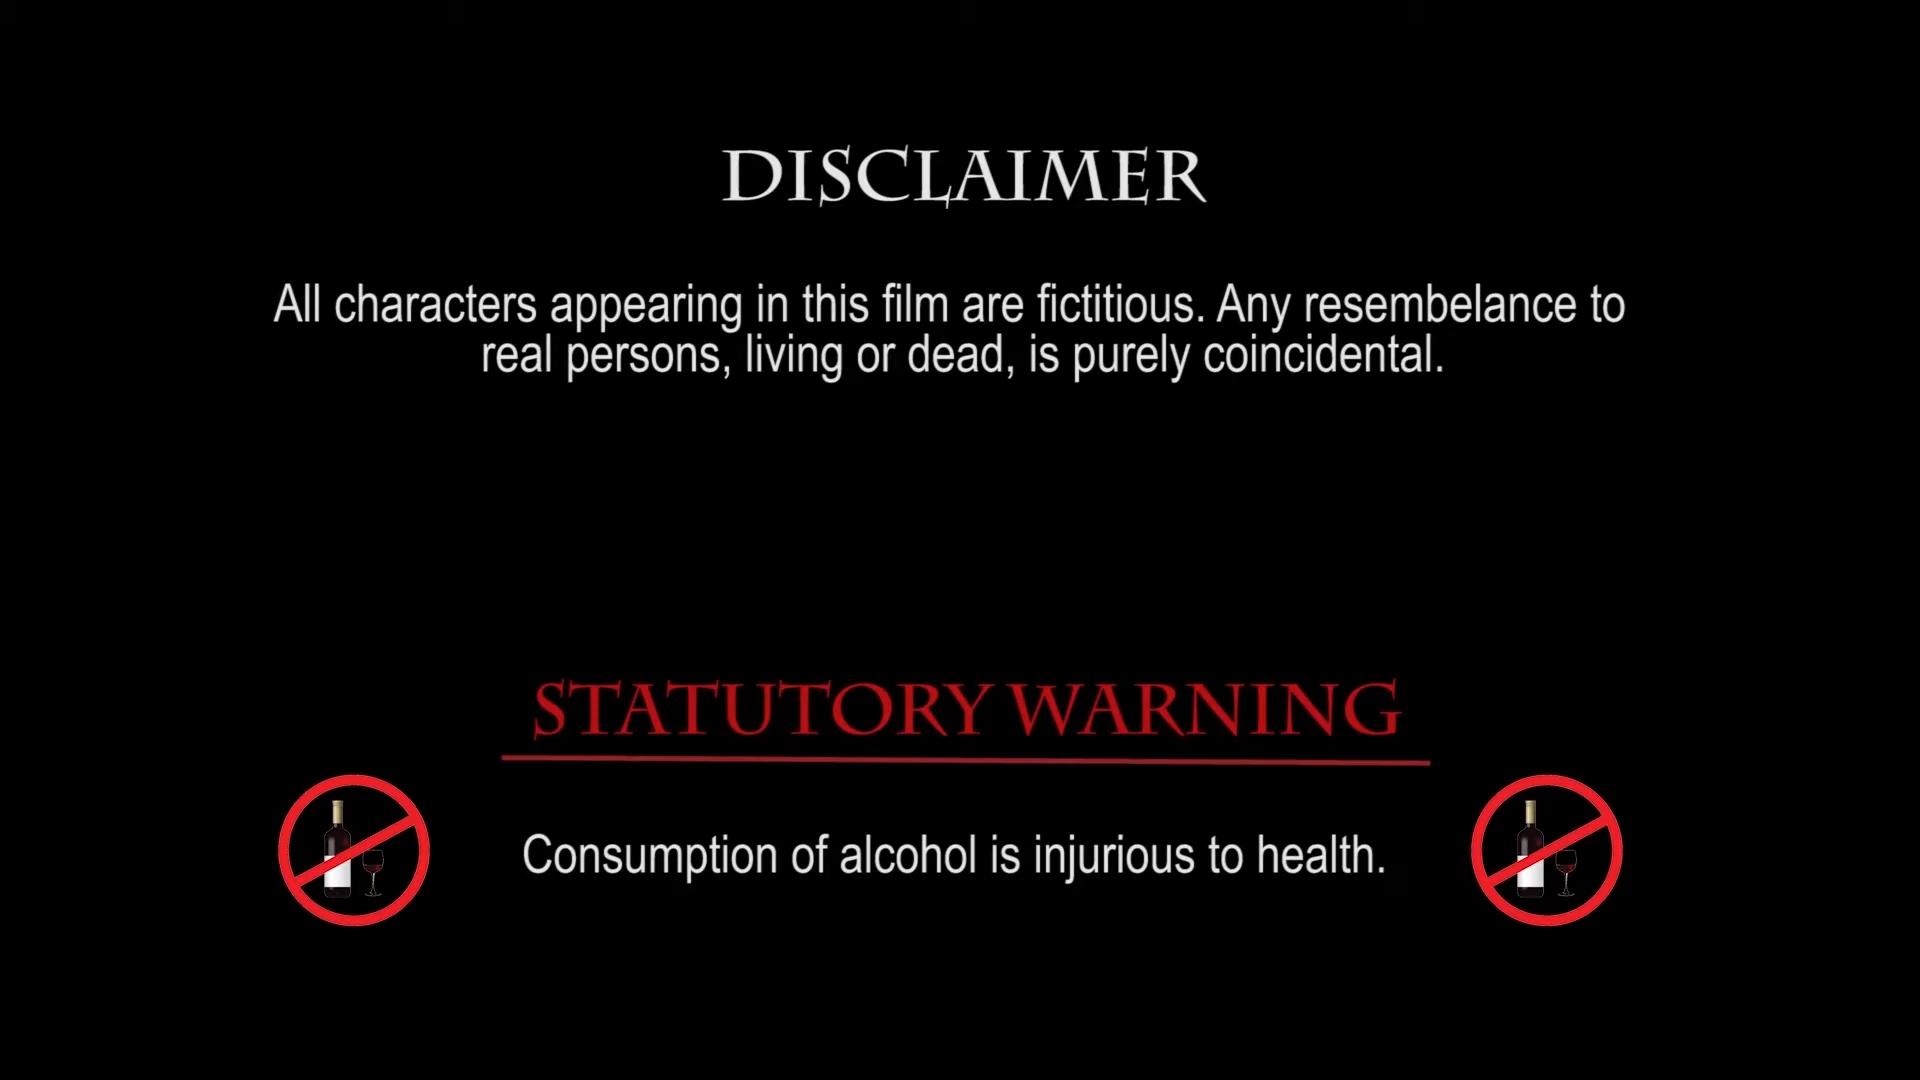 DISCLAIMER
All characters appearing in this film are fictitious. Any resembelance to
real persons, living or dead, is purely coincidental.
STATUTORY WARNING
Consumption of alcohol is injurious to health.